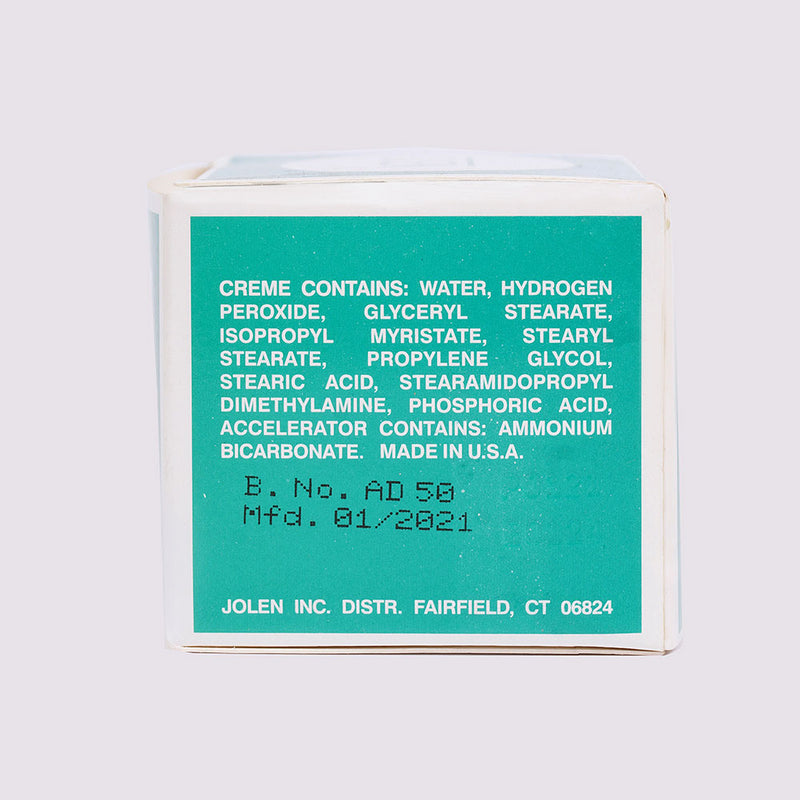 CREME CONTAINS: WATER, HYDROGEN
PEROXIDE, GLYCERYL STEARATE,
ISOPROPYL MYRISTATE, STEARYL
STEARATE, PROPYLENE GLYCOL,
STEARIC ACID, STEARAMIDOPROPYL
DIMETHYLAMINE, PHOSPHORIC ACID,
ACCELERATOR CONTAINS: AMMONIUM
BICARBONATE. MADE IN U.S.A.
B. No. AD 50
Mfd. 01/2021
JOLEN INC. DISTR. FAIRFIELD, CT 06824